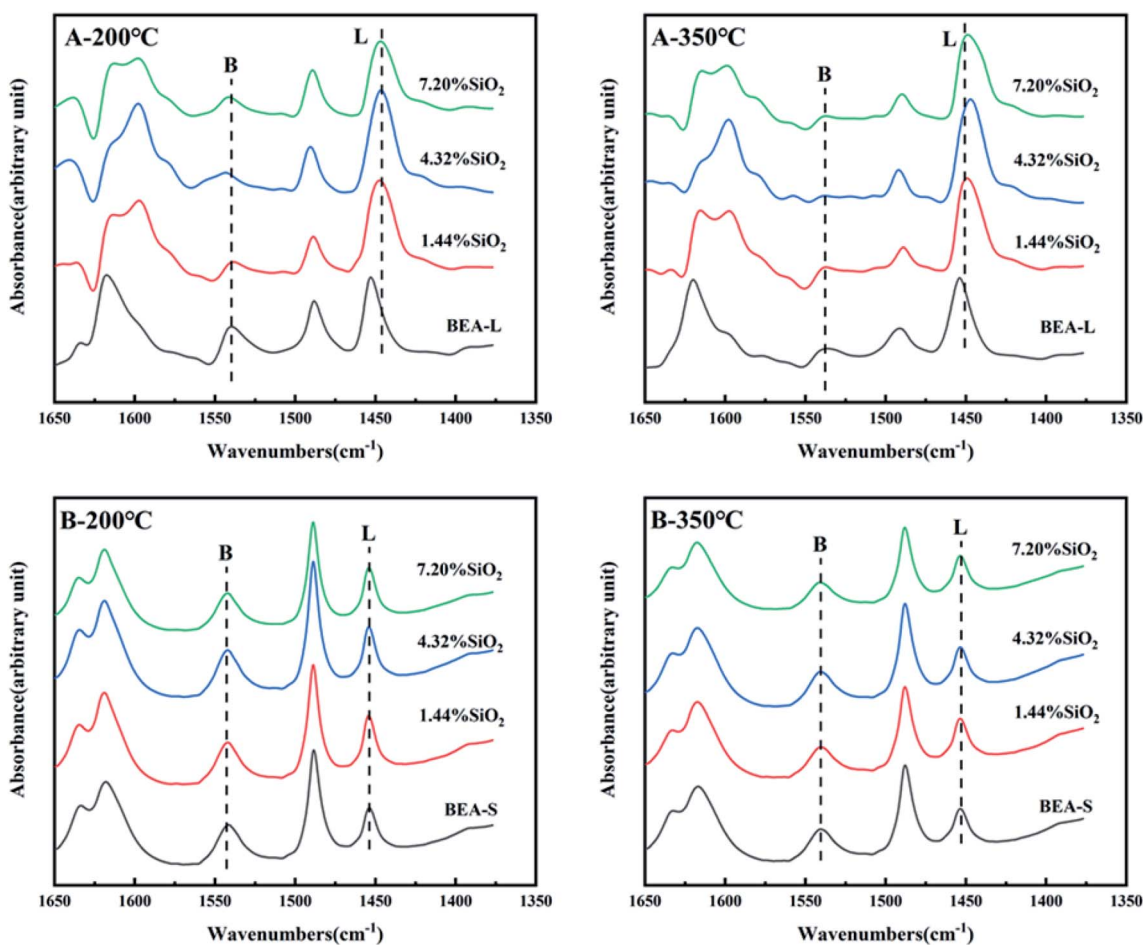 A-200°C
B
L
7.20%SiO₂
4.32%SiO₂
1.44%SiO₂
BEA-L
Absorbance(arbitrary unit)
1650 1600 1550 1500 1450 1400 1350
Wavenumbers(cm⁻¹)
A-350°C
B
L
7.20%SiO₂
4.32%SiO₂
1.44%SiO₂
BEA-L
Absorbance(arbitrary unit)
1650 1600 1550 1500 1450 1400 1350
Wavenumbers(cm⁻¹)
B-200°C
B
L
7.20%SiO₂
4.32%SiO₂
1.44%SiO₂
BEA-S
Absorbance(arbitrary unit)
1650 1600 1550 1500 1450 1400 1350
Wavenumbers(cm⁻¹)
B-350°C
B
L
7.20%SiO₂
4.32%SiO₂
1.44%SiO₂
BEA-S
Absorbance(arbitrary unit)
1650 1600 1550 1500 1450 1400 1350
Wavenumbers(cm⁻¹)